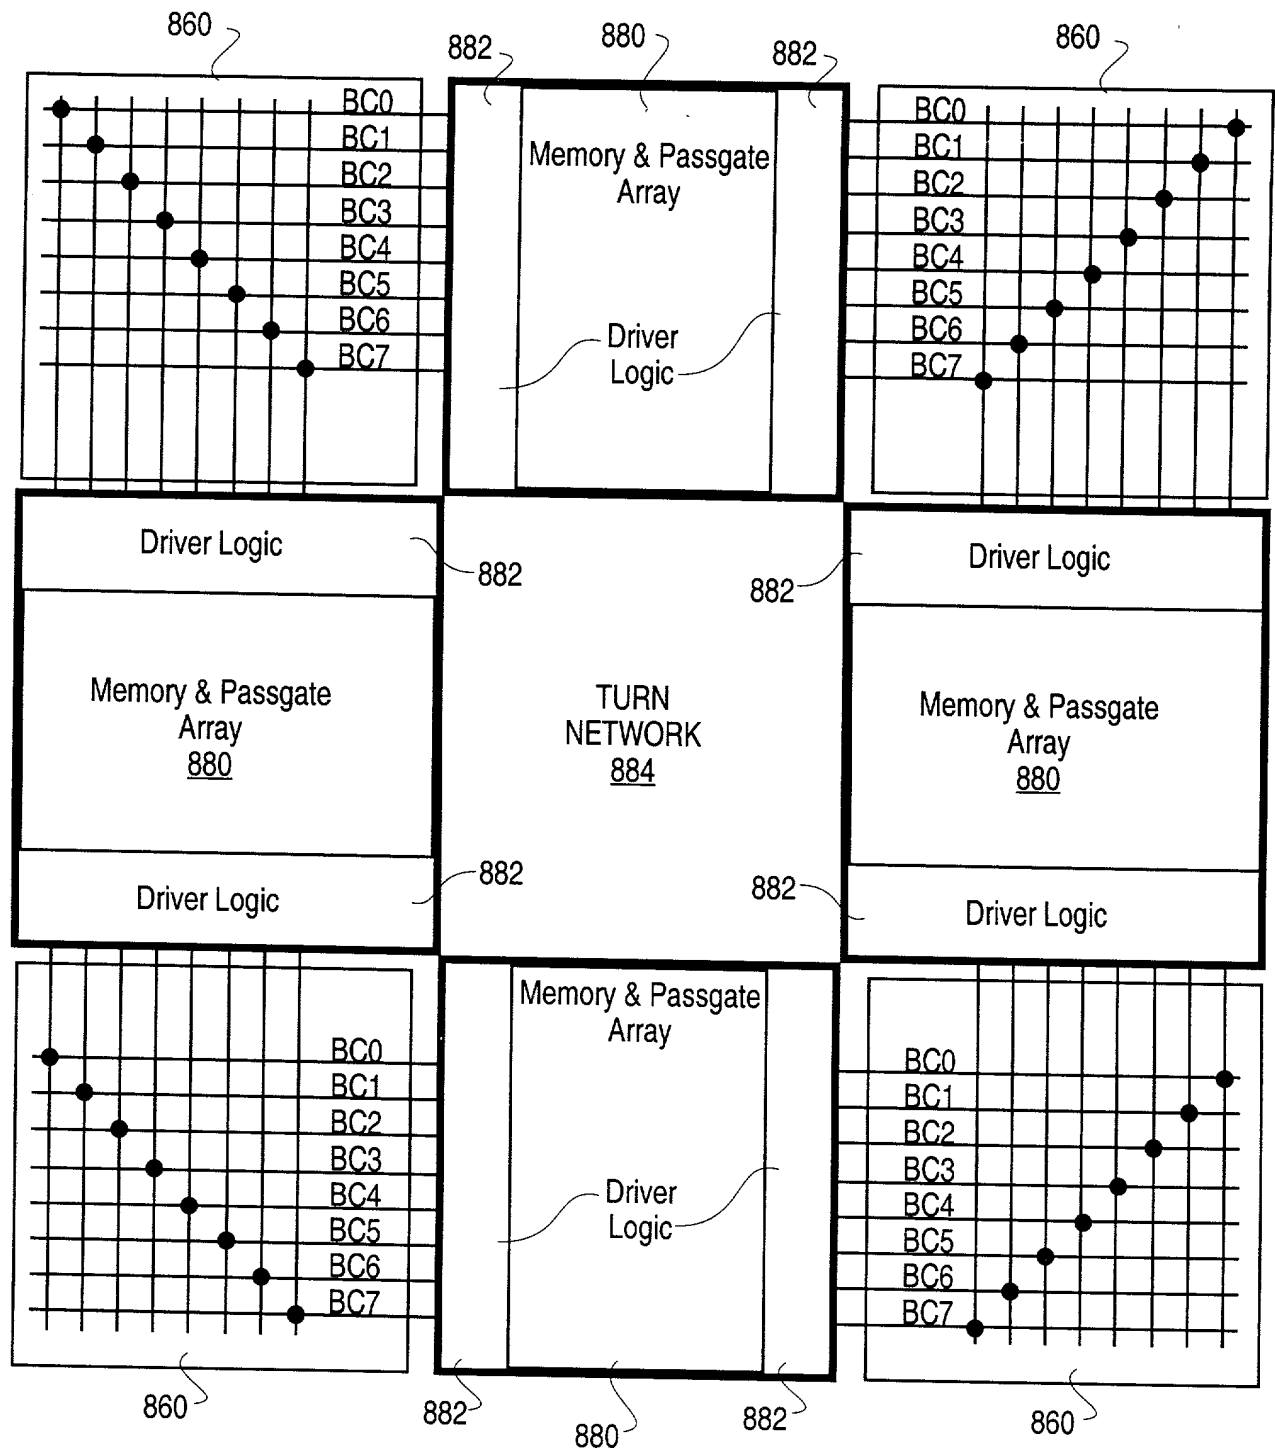 860
882
880
882
860
BC0
BC1
BC2
BC3
BC4
BC5
BC6
BC7
Memory & Passgate
Array
Driver
Logic
BC0
BC1
BC2
BC3
BC4
BC5
BC6
BC7
Driver Logic
882
882
Driver Logic
Memory & Passgate
Array
880
TURN
NETWORK
884
Memory & Passgate
Array
880
Driver Logic
882
882
Driver Logic
BC0
BC1
BC2
BC3
BC4
BC5
BC6
BC7
Memory & Passgate
Array
Driver
Logic
BC0
BC1
BC2
BC3
BC4
BC5
BC6
BC7
860
882
880
882
860